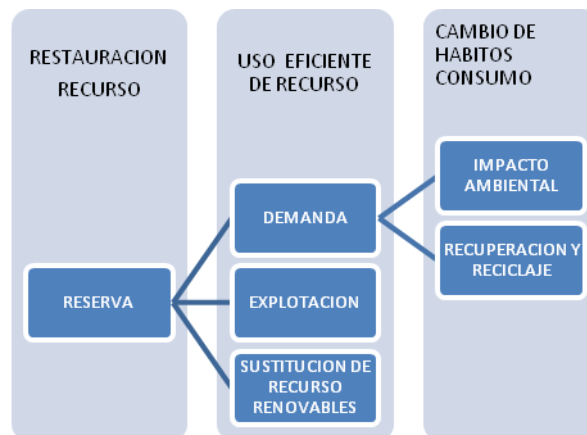 RESTAURACION
RECURSO
RESERVA
USO EFICIENTE
DE RECURSO
DEMANDA
EXPLOTACION
SUSTITUCION DE
RECURSO
RENOVABLES
CAMBIO DE
HABITOS
CONSUMO
IMPACTO
AMBIENTAL
RECUPERACION Y
RECICLAJE